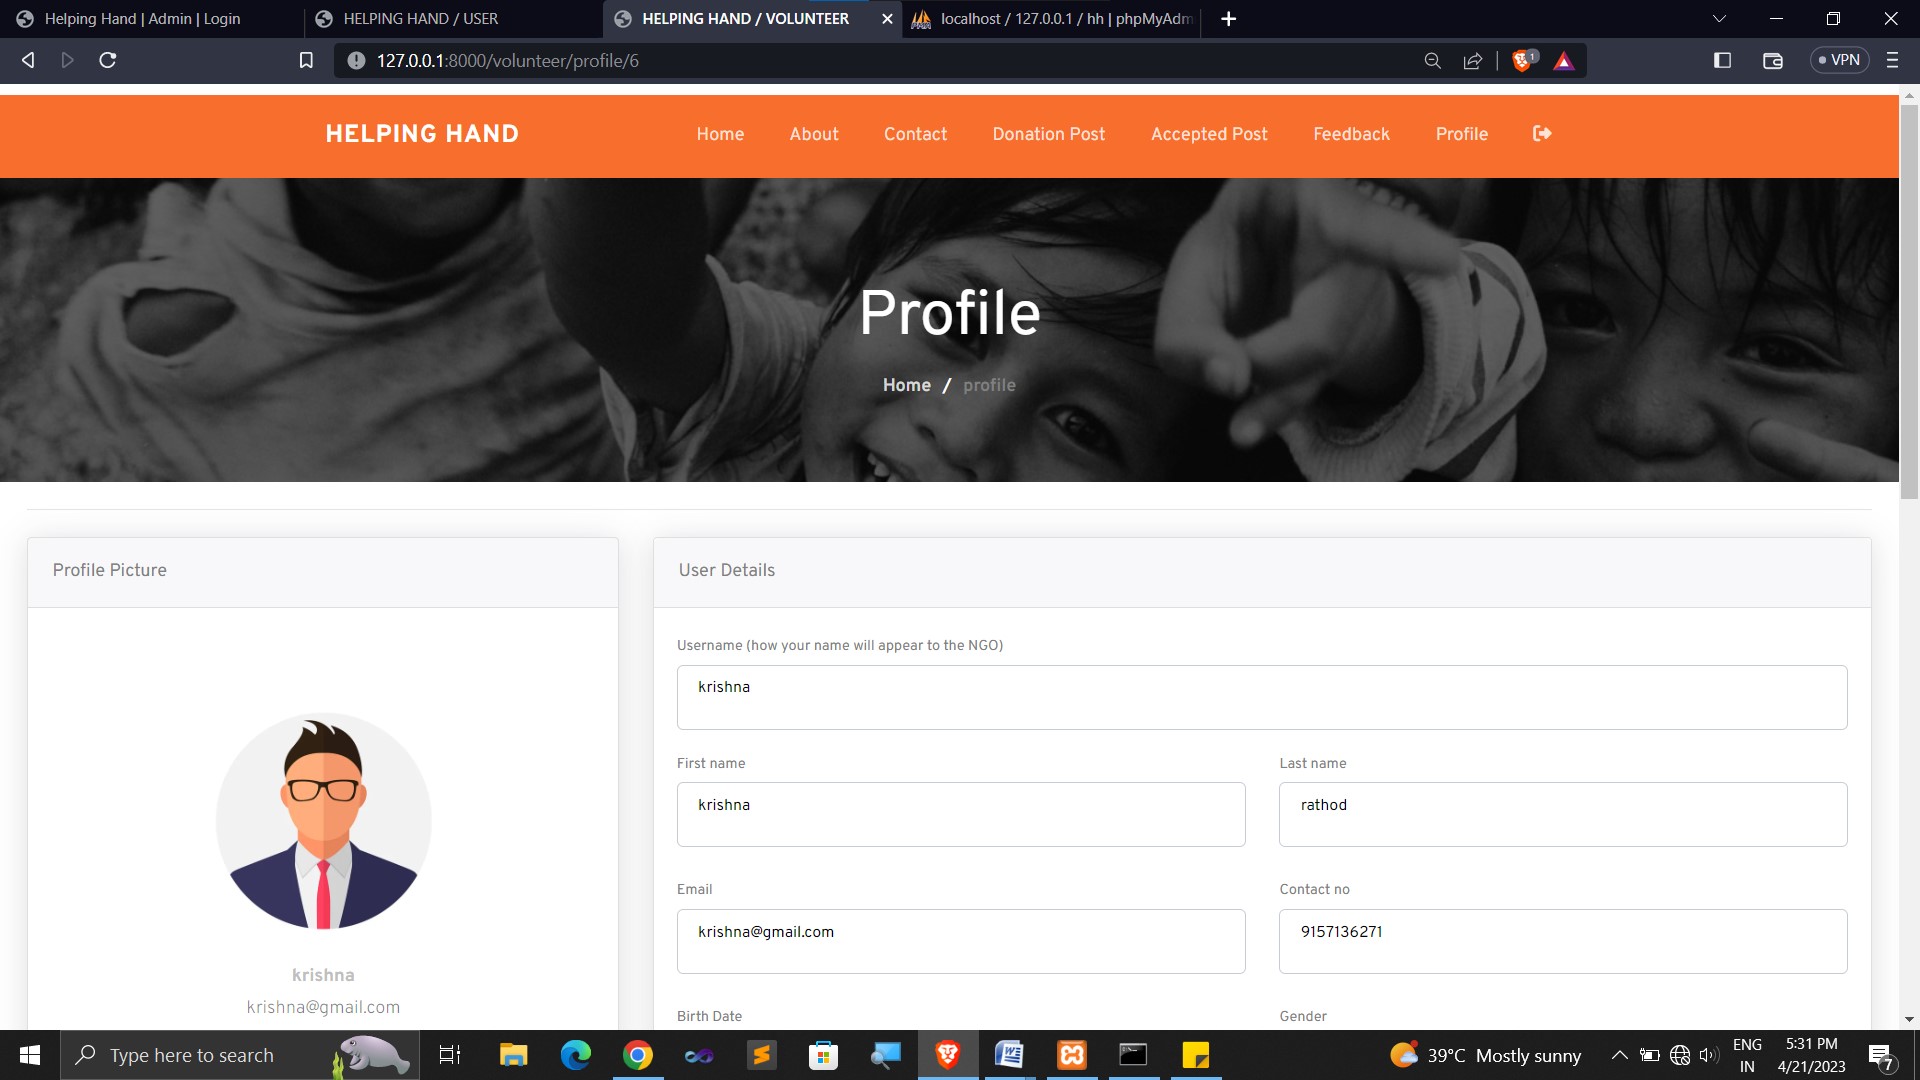 Helping Hand | Admin | Login
HELPING HAND / USER
HELPING HAND / VOLUNTEER
localhost / 127.0.0.1 / hh | phpMyAdm
127.0.0.1:8000/volunteer/profile/6
1
VPN
HELPING HAND
Home
About
Contact
Donation Post
Accepted Post
Feedback
Profile
Profile
Home / profile
Profile Picture
krishna
krishna@gmail.com
User Details
Username (how your name will appear to the NGO)
krishna
First name
Last name
krishna
rathod
Email
Contact no
krishna@gmail.com
9157136271
Birth Date
Gender
Type here to search
39°C Mostly sunny
ENG
IN
5:31 PM
4/21/2023
7